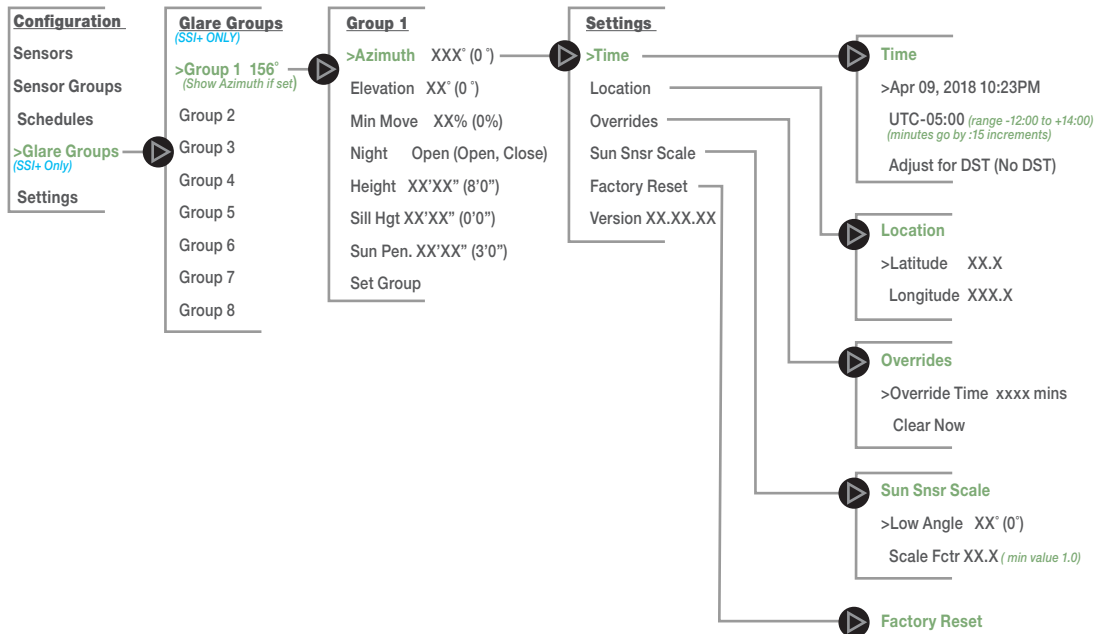 Configuration
Sensors
Sensor Groups
Schedules
>Glare Groups
(SSI+ Only)
Settings
Glare Groups
(SSI+ ONLY)
>Group 1 156°
(Show Azimuth if set)
Group 2
Group 3
Group 4
Group 5
Group 6
Group 7
Group 8
Group 1
>Azimuth XXX° (0 °)
Elevation XX° (0 °)
Min Move XX% (0%)
Night Open (Open, Close)
Height XX’XX” (8’0”)
Sill Hgt XX’XX” (0’0”)
Sun Pen. XX’XX” (3’0”)
Set Group
Settings
>Time
Location
Overrides
Sun Snsr Scale
Factory Reset
Version XX.XX.XX
Time
>Apr 09, 2018 10:23PM
UTC-05:00 (range -12:00 to +14:00)
(minutes go by :15 increments)
Adjust for DST (No DST)
Location
>Latitude XX.X
Longitude XXX.X
Overrides
>Override Time xxxx mins
Clear Now
Sun Snsr Scale
>Low Angle XX° (0°)
Scale Fctr XX.X ( min value 1.0)
Factory Reset